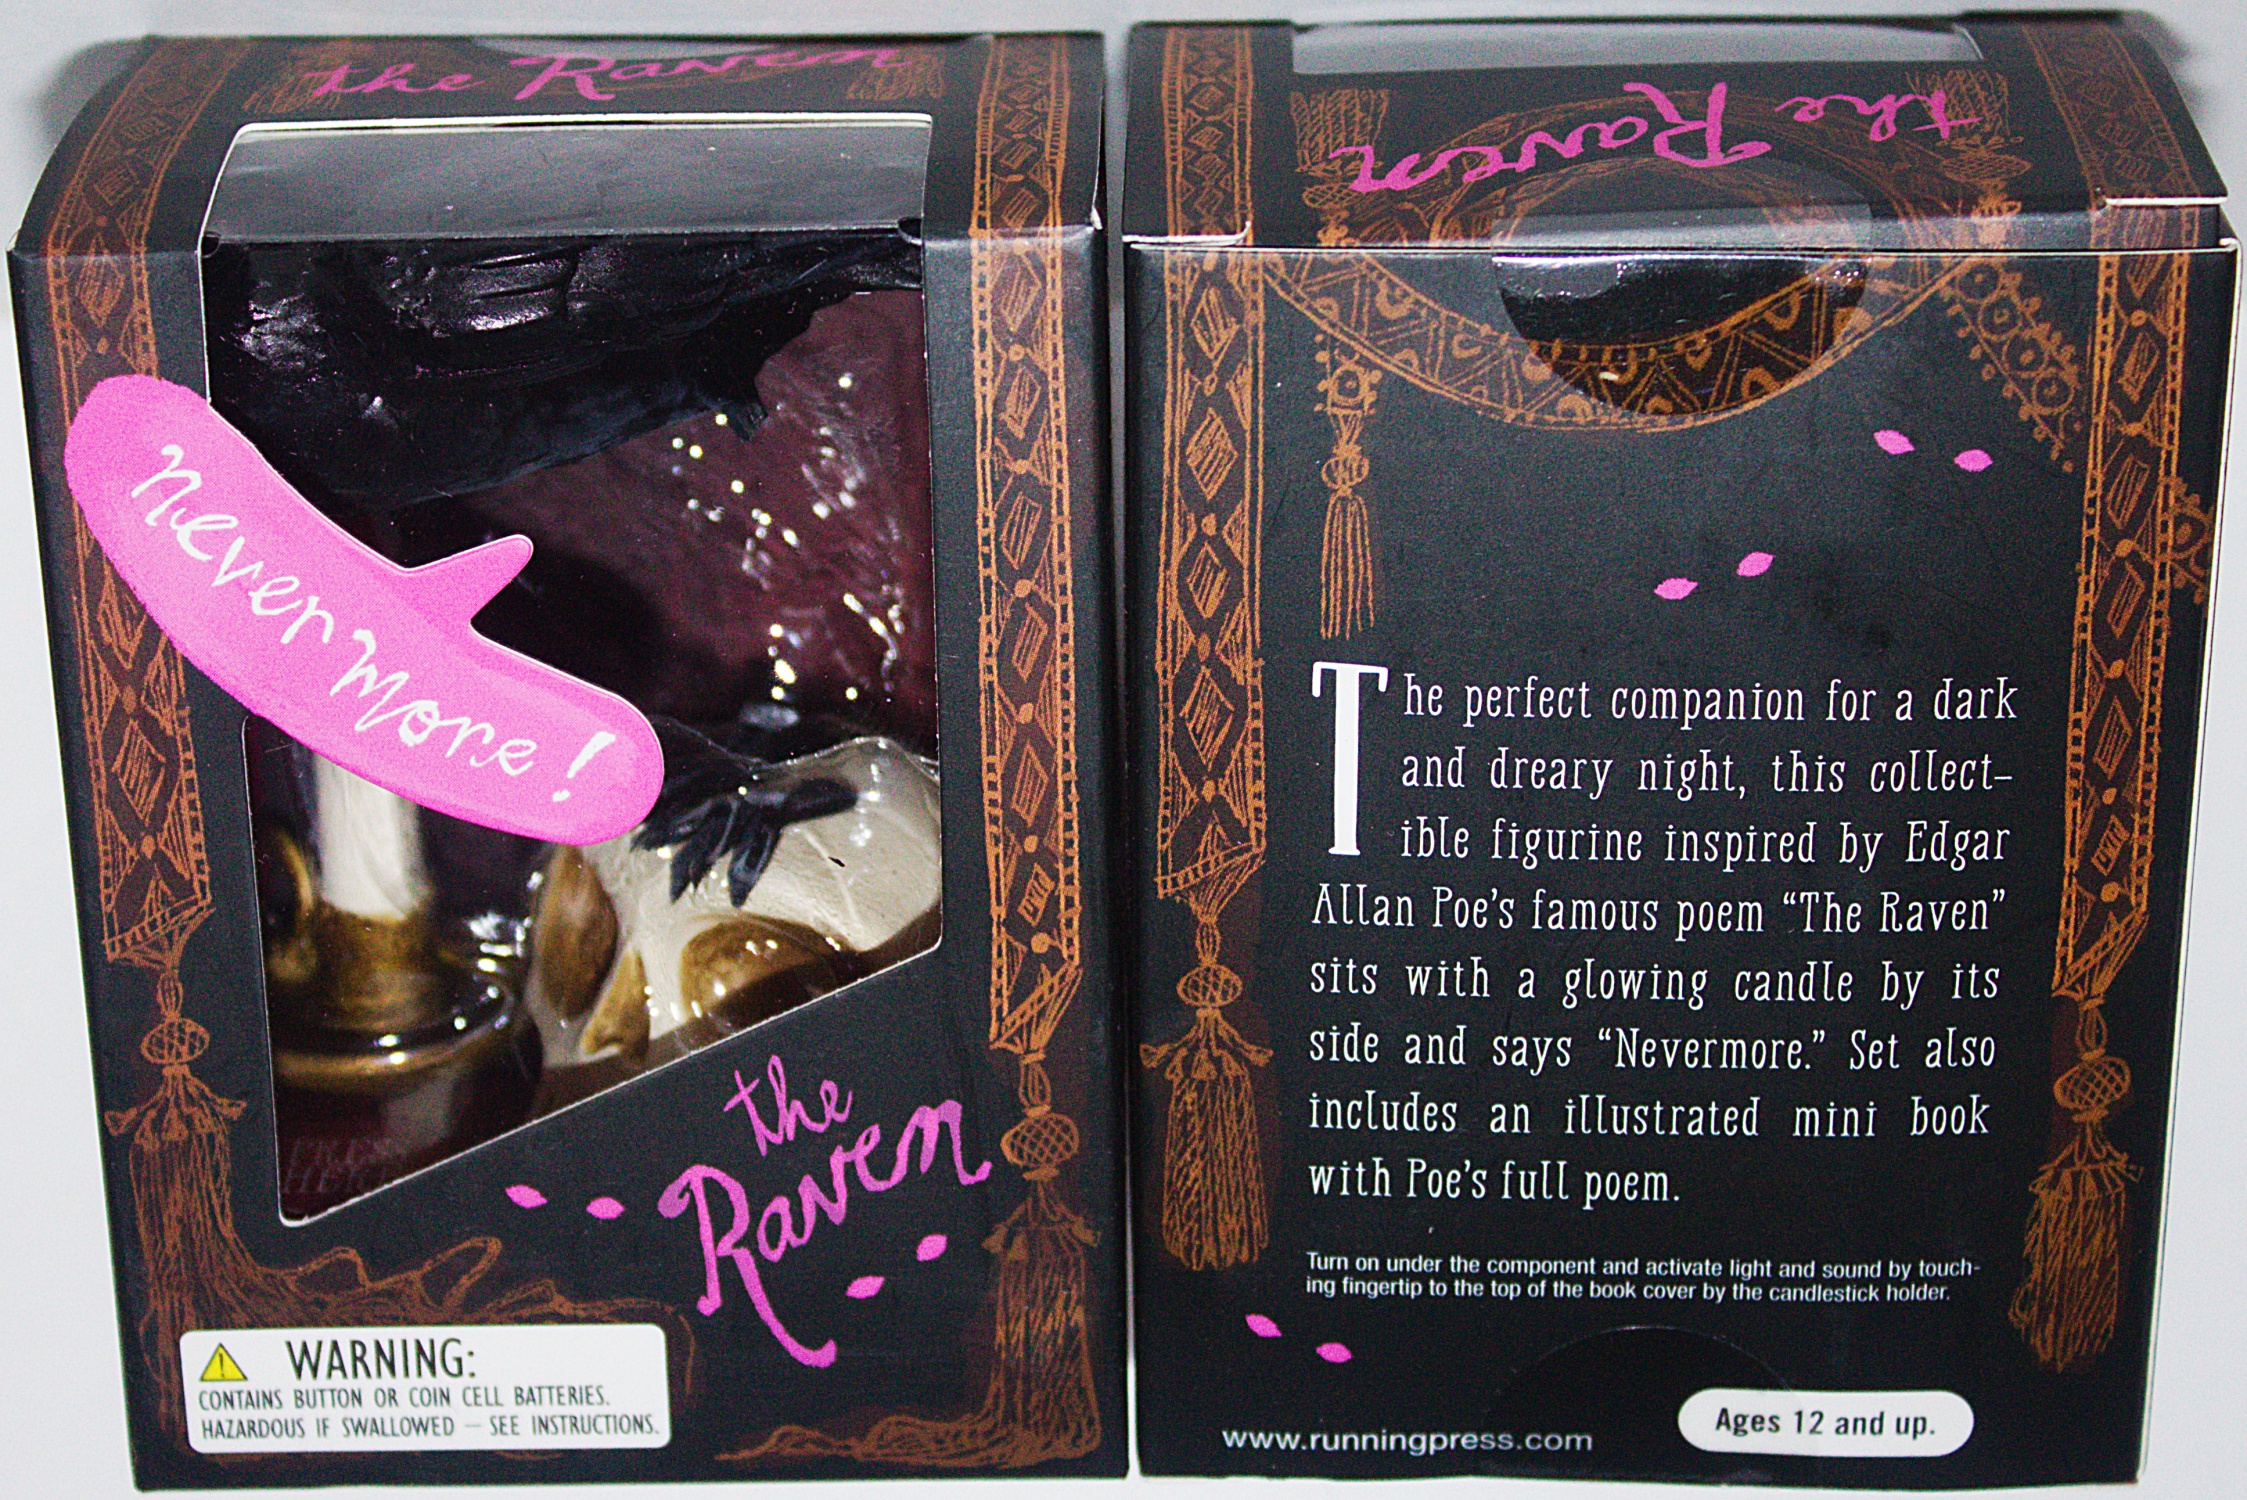 the Raven
nevermore!
the
Raven
WARNING:
CONTAINS BUTTON OR COIN CELL BATTERIES.
HAZARDOUS IF SWALLOWED — SEE INSTRUCTIONS.
the Raven
The perfect companion for a dark
and dreary night, this collect-
ible figurine inspired by Edgar
Allan Poe's famous poem “The Raven”
sits with a glowing candle by its
side and says “Nevermore.” Set also
includes an illustrated mini book
with Poe's full poem.
Turn on under the component and activate light and sound by touch-
ing fingertip to the top of the book cover by the candlestick holder.
www.runningpress.com
Ages 12 and up.